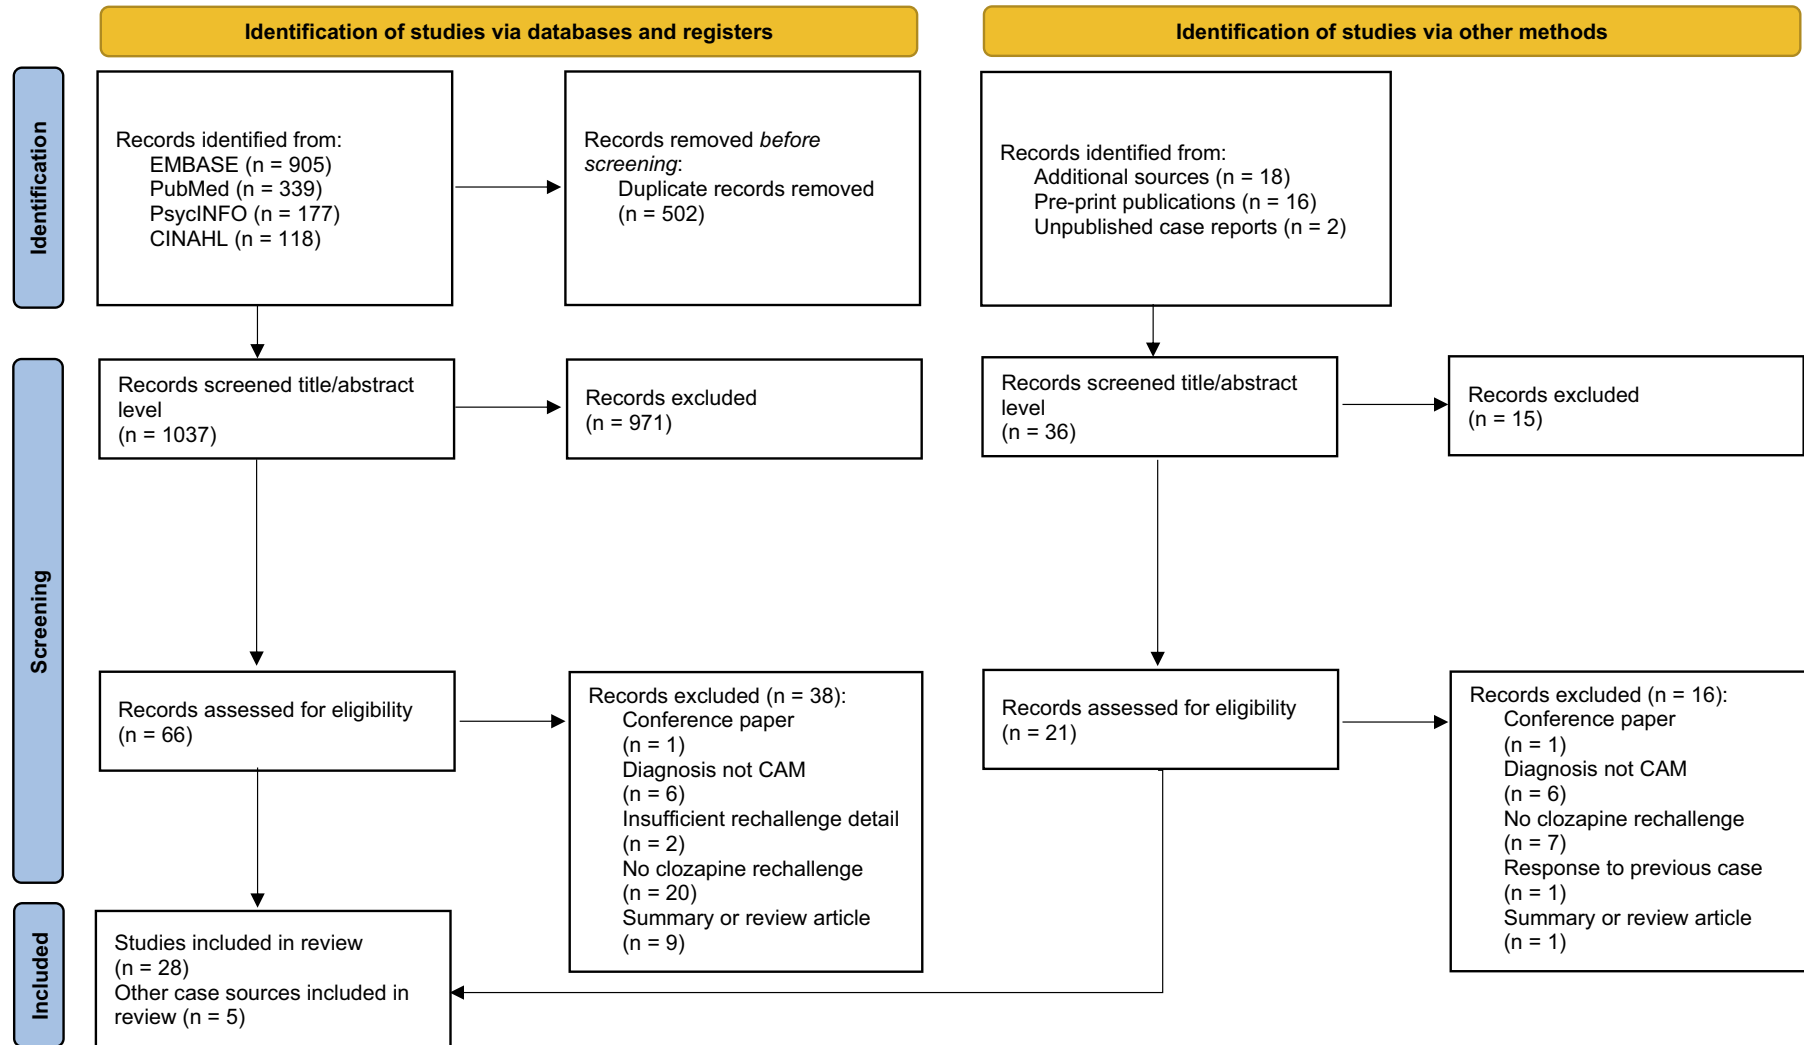 Identification of studies via databases and registers
Identification of studies via other methods
Identification
Records identified from:
EMBASE (n = 905)
PubMed (n = 339)
PsycINFO (n = 177)
CINAHL (n = 118)
Records removed before
screening:
Duplicate records removed
(n = 502)
Records identified from:
Additional sources (n = 18)
Pre-print publications (n = 16)
Unpublished case reports (n = 2)
Screening
Records screened title/abstract
level
(n = 1037)
Records excluded
(n = 971)
Records screened title/abstract
level
(n = 36)
Records excluded
(n = 15)
Records assessed for eligibility
(n = 66)
Records excluded (n = 38):
Conference paper
(n = 1)
Diagnosis not CAM
(n = 6)
Insufficient rechallenge detail
(n = 2)
No clozapine rechallenge
(n = 20)
Summary or review article
(n = 9)
Records assessed for eligibility
(n = 21)
Records excluded (n = 16):
Conference paper
(n = 1)
Diagnosis not CAM
(n = 6)
No clozapine rechallenge
(n = 7)
Response to previous case
(n = 1)
Summary or review article
(n = 1)
Included
Studies included in review
(n = 28)
Other case sources included in
review (n = 5)